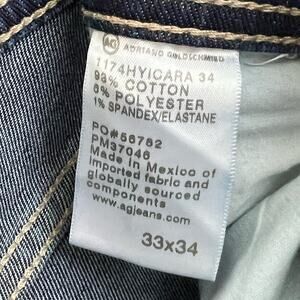 AG ADRIANO GOLDSCHMIED
1174HYICARA 34
93% COTTON
6% POLYESTER
1% SPANDEX/ELASTANE
PO#56782
PM37046
Made in Mexico of
imported fabric and
globally sourced
components
www.agjeans.com
33x34